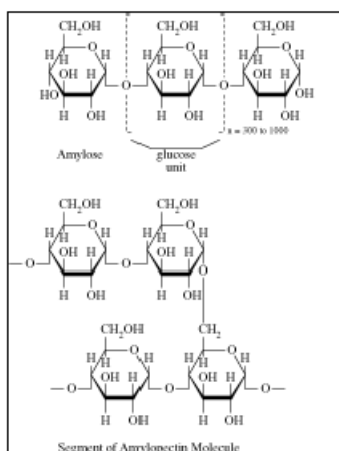 CH₂OH CH₂OH CH₂OH
H O H H O H H O H
H H H
OH H OH H OH H
HO O O OH
H OH H OH H OH
n = 300 to 1000
Amylose glucose
unit
CH₂OH CH₂OH
H O H H O H
H H
OH H OH H
O O O
H OH H OH
CH₂OH CH₂
H O H H O H
H H
OH H OH H
O O O
H OH H OH
Segment of Amylopectin Molecule